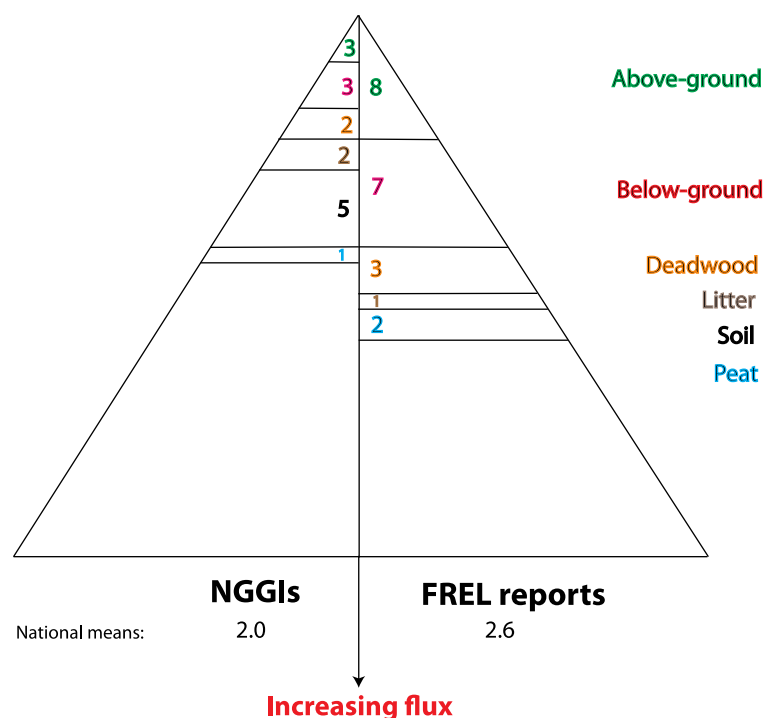 3
3 8
2
2
7
5
1
3
1
2
Above-ground
Below-ground
Deadwood
Litter
Soil
Peat
NGGIs FREL reports
National means: 2.0 2.6
Increasing flux